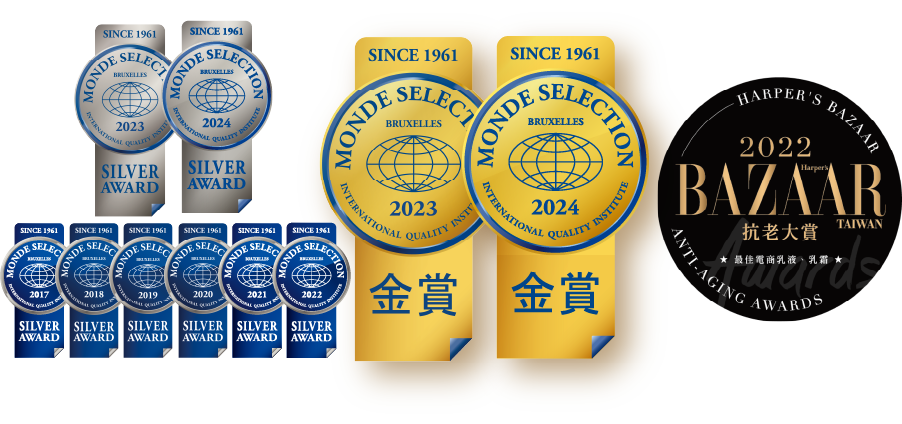 SINCE 1961
MONDE SELECTION
BRUXELLES
2023
INTERNATIONAL QUALITY
SILVER
AWARD
SINCE 1961
MONDE SELECTION
BRUXELLES
2024
INTERNATIONAL QUALITY INSTITUTE
SILVER
AWARD
SINCE 1961
MONDE SELECTION
2017
SILVER
AWARD
SINCE 1961
MONDE SELECTION
2018
SILVER
AWARD
SINCE 1961
MONDE SELECTION
2019
SILVER
AWARD
SINCE 1961
MONDE SELECTION
2020
SILVER
AWARD
SINCE 1961
MONDE SELECTION
2021
SILVER
AWARD
SINCE 1961
MONDE SELECTION
2022
SILVER
AWARD
SINCE 1961
MONDE SELECT
BRUXELLES
2023
INTERNATIONAL QUALITY INSTIT
金賞
SINCE 1961
MONDE SELECTION
BRUXELLES
2024
INTERNATIONAL QUALITY INSTITUTE
金賞
HARPER'S BAZAAR
2022
Harper's
BAZAAR
TAIWAN
抗老大賞
★ 最佳電商乳液、乳霜 ★
Awards
ANTI-AGING AWARDS